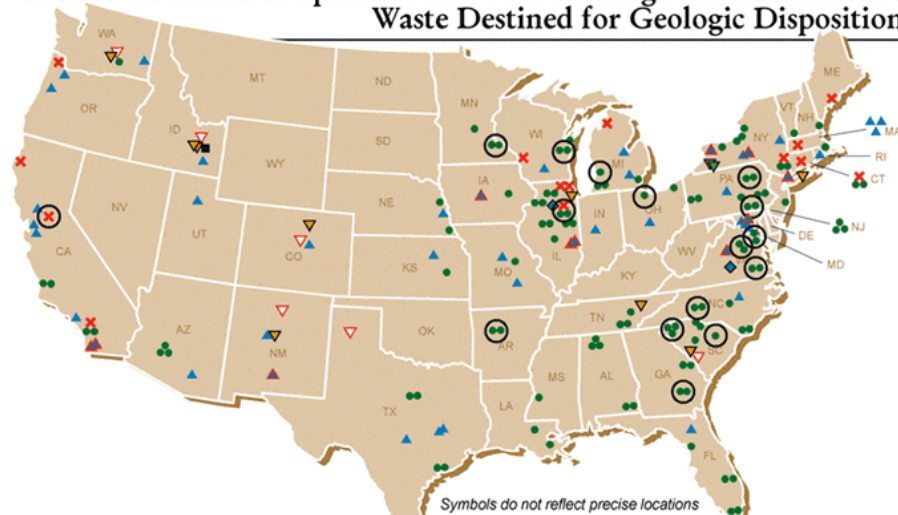 Waste Destined for Geologic Disposition
WA
MT
ND
MN
ME
VT
NH
OR
ID
SD
WI
NY
MA
MI
RI
WY
IA
PA
CT
NV
NE
OH
NJ
UT
IN
DE
CA
CO
IL
WV
MD
KS
MO
KY
NC
TN
AZ
OK
AR
SC
NM
MS
AL
GA
TX
LA
FL
Symbols do not reflect precise locations